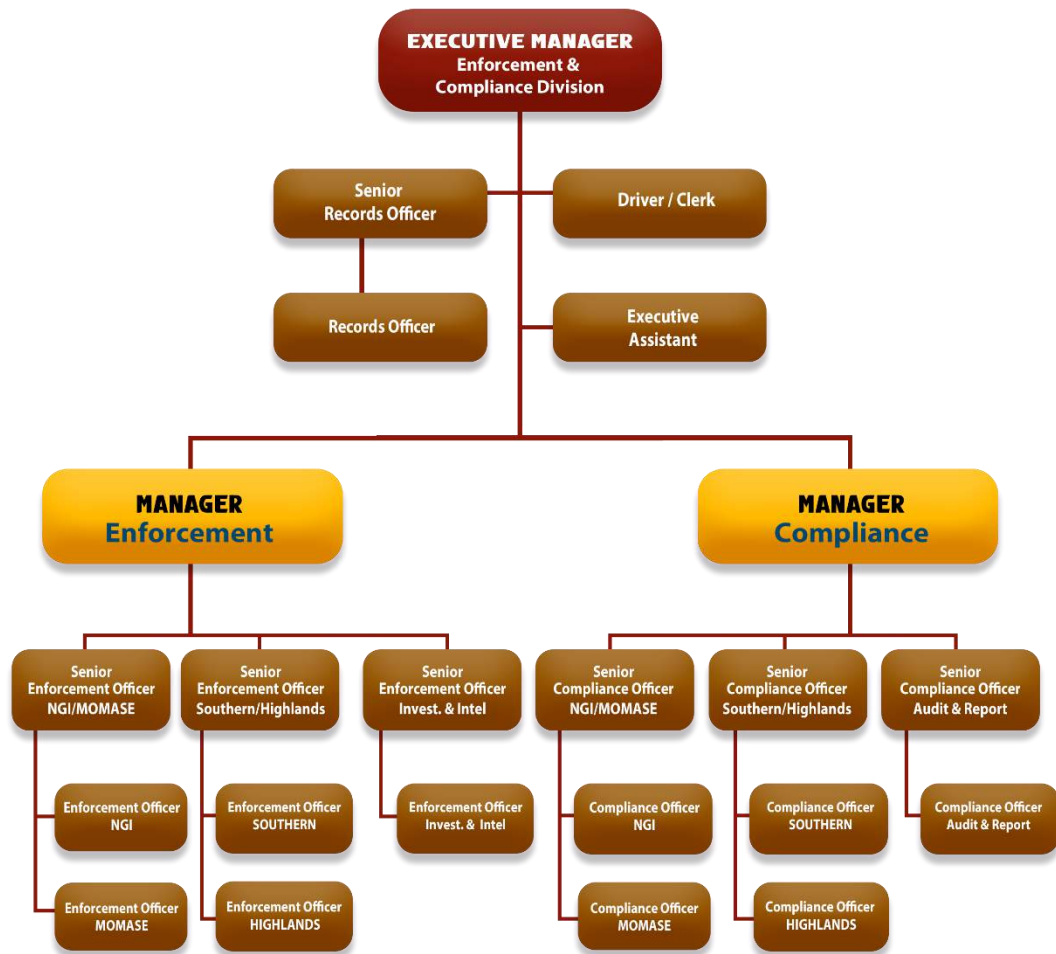 EXECUTIVE MANAGER
Enforcement &
Compliance Division
Senior
Records Officer
Driver / Clerk
Records Officer
Executive
Assistant
MANAGER
Enforcement
MANAGER
Compliance
Senior
Enforcement Officer
NGI/MOMASE
Senior
Enforcement Officer
Southern/Highlands
Senior
Enforcement Officer
Invest. & Intel
Senior
Compliance Officer
NGI/MOMASE
Senior
Compliance Officer
Southern/Highlands
Senior
Compliance Officer
Audit & Report
Enforcement Officer
NGI
Enforcement Officer
SOUTHERN
Enforcement Officer
Invest. & Intel
Compliance Officer
NGI
Compliance Officer
SOUTHERN
Compliance Officer
Audit & Report
Enforcement Officer
MOMASE
Enforcement Officer
HIGHLANDS
Compliance Officer
MOMASE
Compliance Officer
HIGHLANDS